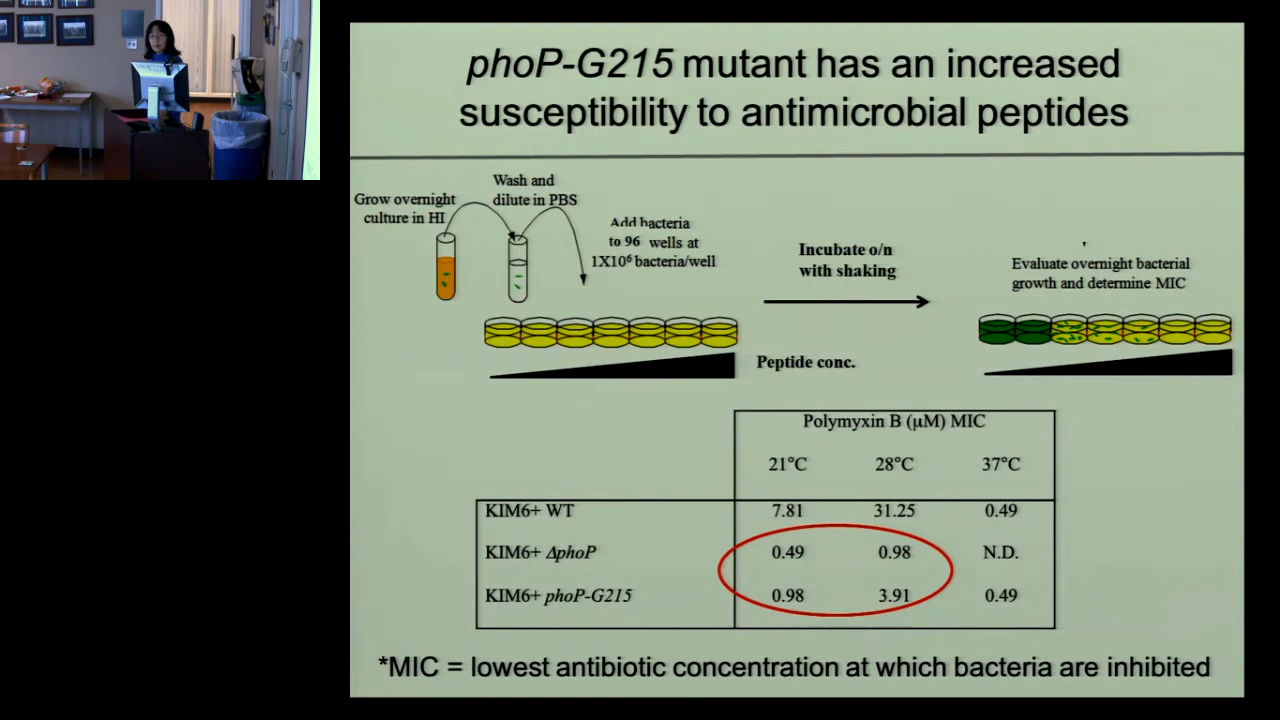 phoP-G215 mutant has an increased
susceptibility to antimicrobial peptides
Grow overnight
culture in HI
Wash and
dilute in PBS
Add bacteria
to 96 wells at
1X10⁶ bacteria/well
Incubate o/n
with shaking
Evaluate overnight bacterial
growth and determine MIC
Peptide conc.
Polymyxin B (μM) MIC
21°C 28°C 37°C
KIM6+ WT 7.81 31.25 0.49
KIM6+ ΔphoP 0.49 0.98 N.D.
KIM6+ phoP-G215 0.98 3.91 0.49
*MIC = lowest antibiotic concentration at which bacteria are inhibited